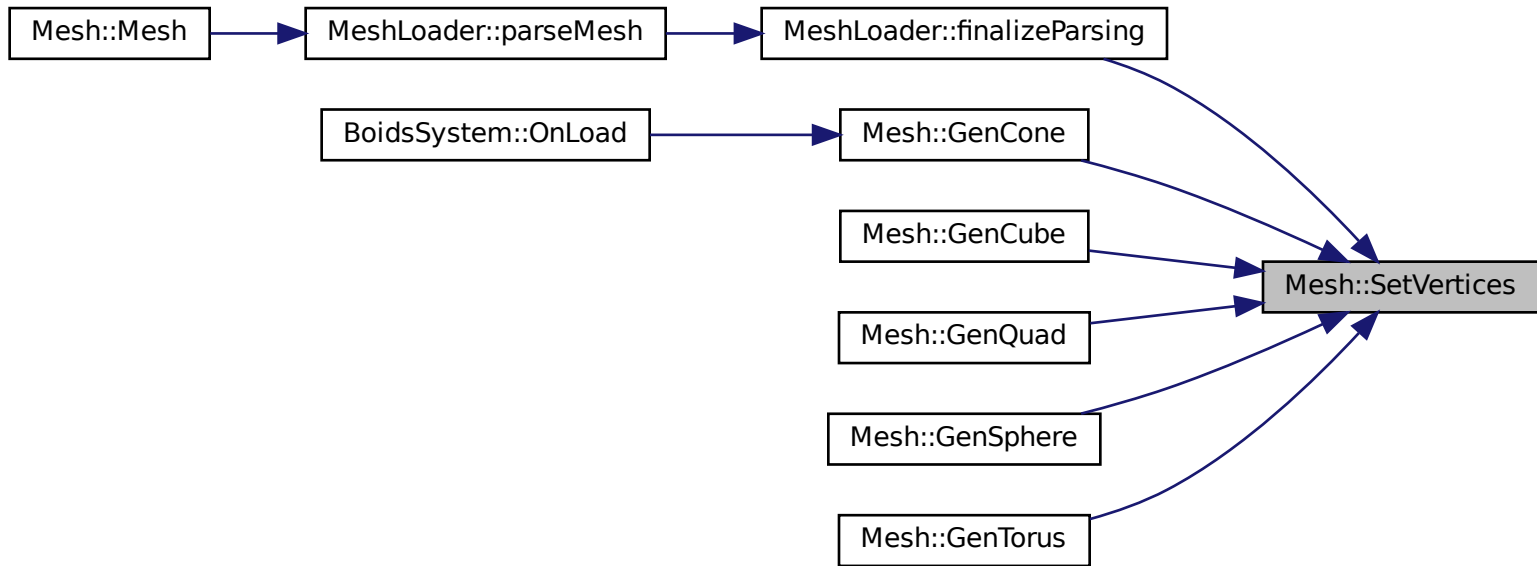 Mesh::Mesh
MeshLoader::parseMesh
MeshLoader::finalizeParsing
BoidsSystem::OnLoad
Mesh::GenCone
Mesh::GenCube
Mesh::SetVertices
Mesh::GenQuad
Mesh::GenSphere
Mesh::GenTorus